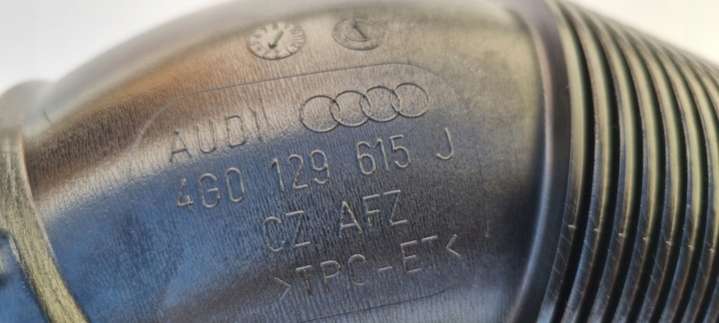 AUDI
4G0 129 615 J
CZ AFZ
>TPC-ET<